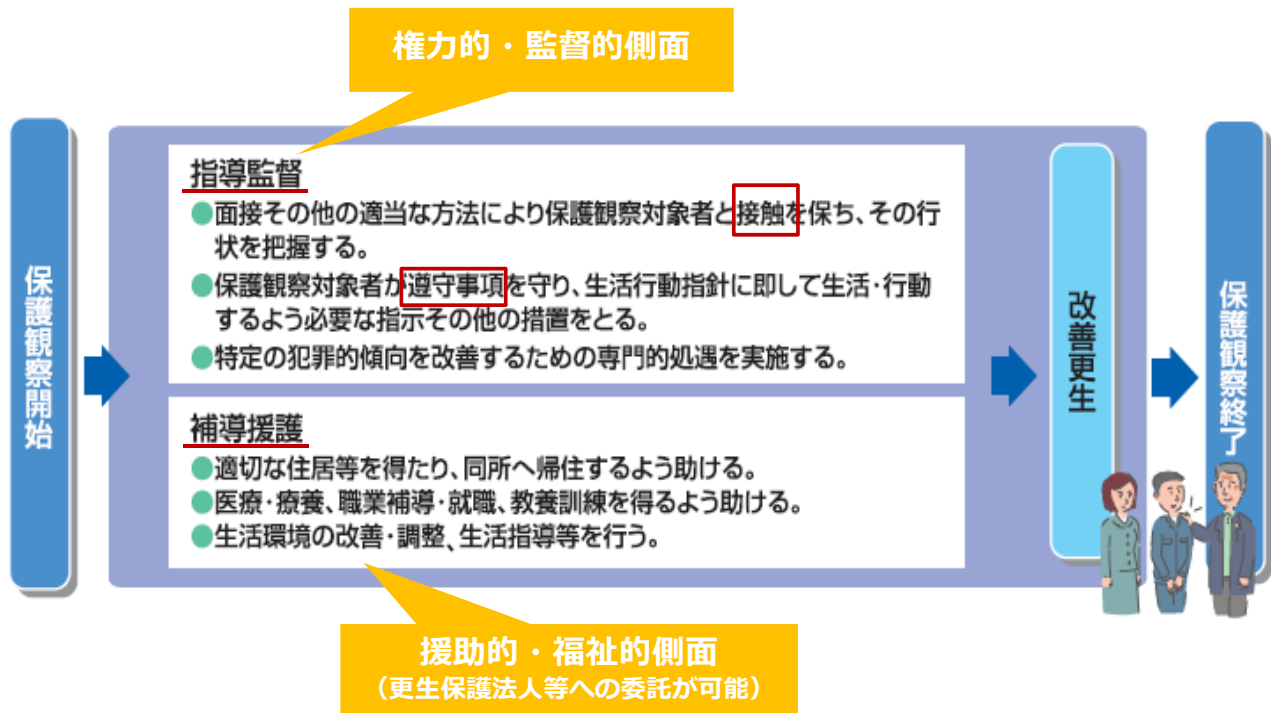 権力的・監督的側面
保護観察開始
指導監督
●面接その他の適当な方法により保護観察対象者と接触を保ち、その行
状を把握する。
●保護観察対象者が遵守事項を守り、生活行動指針に即して生活・行動
するよう必要な指示その他の措置をとる。
●特定の犯罪的傾向を改善するための専門的処遇を実施する。
補導援護
●適切な住居等を得たり、同所へ帰住するよう助ける。
●医療・療養、職業補導・就職、教養訓練を得るよう助ける。
●生活環境の改善・調整、生活指導等を行う。
改善更生
保護観察終了
援助的・福祉的側面
（更生保護法人等への委託が可能）